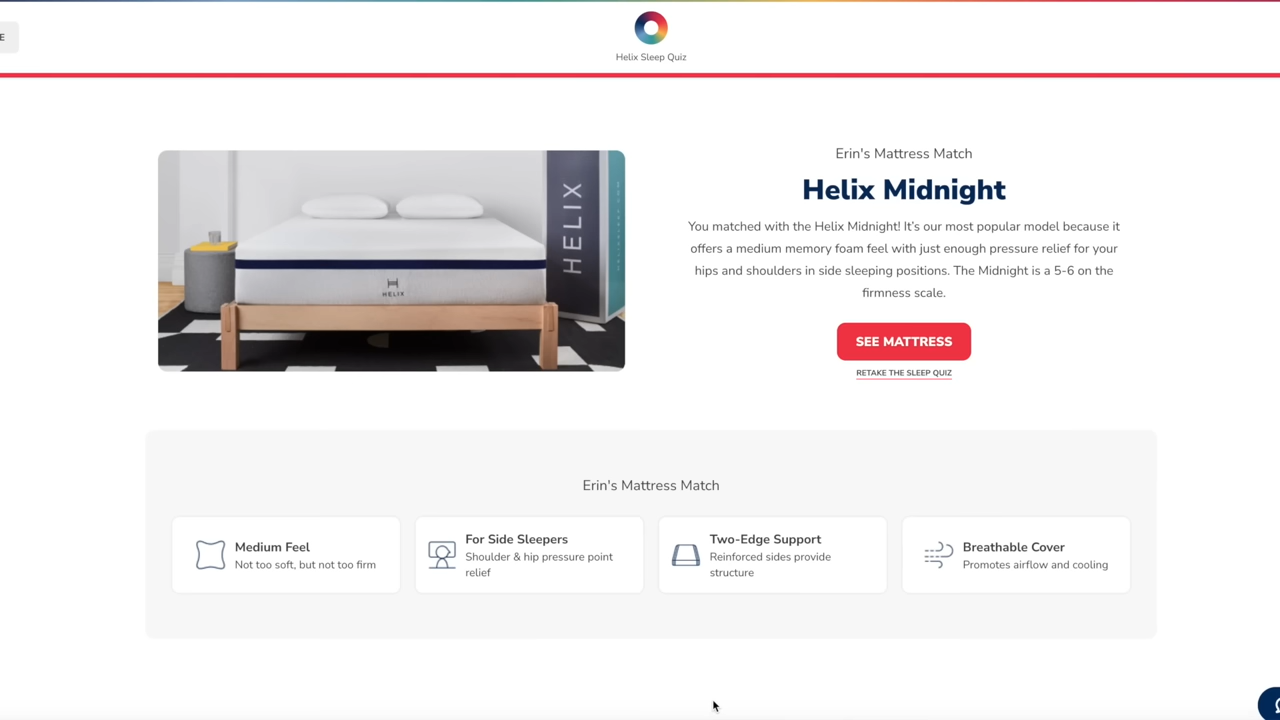 E
Helix Sleep Quiz
Erin's Mattress Match
Helix Midnight
You matched with the Helix Midnight! It's our most popular model because it
offers a medium memory foam feel with just enough pressure relief for your
hips and shoulders in side sleeping positions. The Midnight is a 5-6 on the
firmness scale.
SEE MATTRESS
RETAKE THE SLEEP QUIZ
HELIX
HELIX
Erin's Mattress Match
Medium Feel
Not too soft, but not too firm
For Side Sleepers
Shoulder & hip pressure point
relief
Two-Edge Support
Reinforced sides provide
structure
Breathable Cover
Promotes airflow and cooling